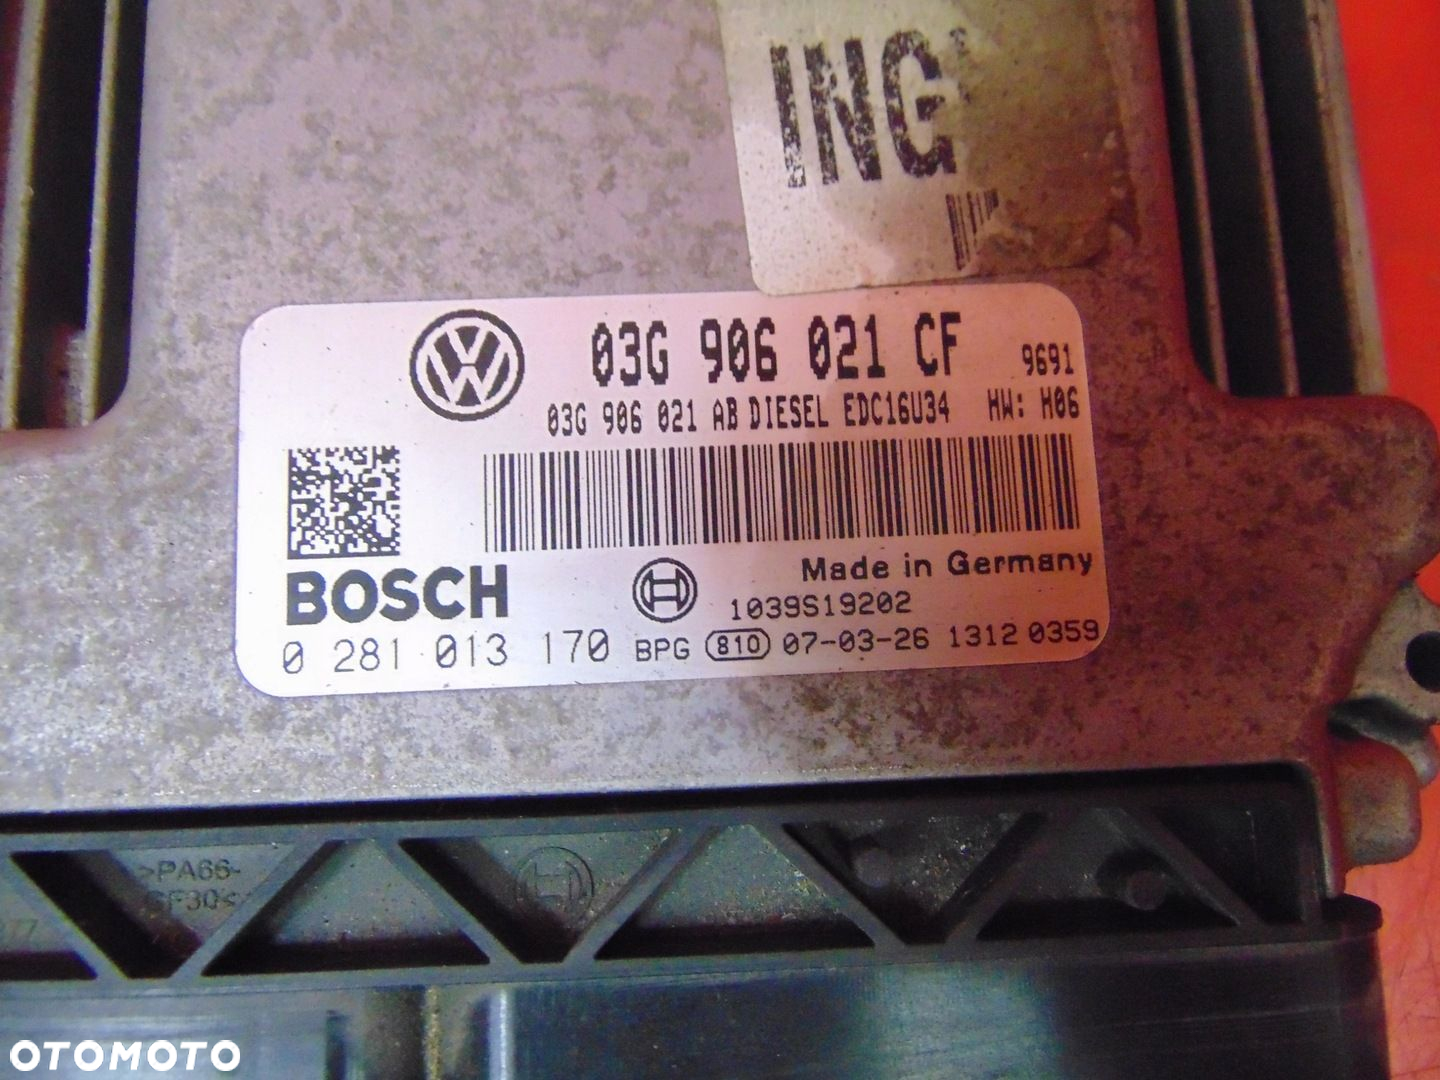 ING
03G 906 021 CF 9691
03G 906 021 AB DIESEL EDC16U34 HW: H06
BOSCH
Made in Germany
1039S19202
0 281 013 170 BPG 810 07-03-26 1312 0359
>PA66-
GF30<
OTOMOTO